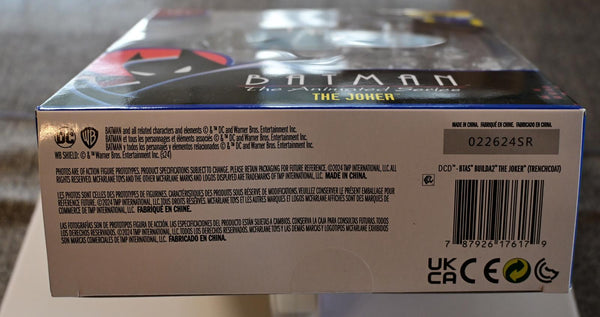 BATMAN
The Animated Series
THE JOKER
DC WB
BATMAN and all related characters and elements © & ™ DC and Warner Bros. Entertainment Inc.
BATMAN et tous les personnages et éléments associés © & ™ DC and Warner Bros. Entertainment Inc.
BATMAN y todos los personajes y elementos relacionados © & ™ DC and Warner Bros. Entertainment Inc.
WB SHIELD: © & ™ Warner Bros. Entertainment Inc. (s24)
PHOTOS ARE OF ACTION FIGURE PROTOTYPES. PRODUCT SPECIFICATIONS SUBJECT TO CHANGE. PLEASE RETAIN PACKAGING FOR FUTURE REFERENCE. ©2024 TMP INTERNATIONAL, LLC ALL
RIGHTS RESERVED. MCFARLANE TOYS AND THE OTHER MCFARLANE MARKS AND LOGOS DISPLAYED ARE TRADEMARKS OF TMP INTERNATIONAL, LLC. MADE IN CHINA.
LES PHOTOS SONT CELLES DES PROTOTYPES DE FIGURINES. CARACTÉRISTIQUES DES PRODUITS SOUS RÉSERVE DE MODIFICATIONS. VEUILLEZ CONSERVER LE PRÉSENT EMBALLAGE POUR
RÉFÉRENCE FUTURE. ©2024 TMP INTERNATIONAL, LLC. TOUS DROITS RÉSERVÉS. MCFARLANE TOYS ET LES AUTRES MARQUES ET LOGOS MCFARLANE AFFICHÉS SONT DES MARQUES DE
COMMERCE DE TMP INTERNATIONAL, LLC. FABRIQUÉ EN CHINE.
LAS FOTOGRAFÍAS SON DE PROTOTIPOS FIGURA DE ACCIÓN. LAS ESPECIFICACIONES DEL PRODUCTO ESTÁN SUJETAS A CAMBIOS. CONSERVA LA CAJA PARA CONSULTAS FUTURAS. TODOS
LOS DERECHOS RESERVADOS. ©2024 TMP INTERNATIONAL, LLC. TODOS LOS DERECHOS RESERVADOS. MCFARLANE TOYS Y LAS DEMÁS MARCAS Y LOGOTIPOS MCFARLANE EXHIBIDOS
SON MARCAS COMERCIALES DE TMP INTERNATIONAL, LLC. FABRICADO EN CHINA.
MADE IN CHINA. FABRIQUÉ EN CHINE. FABRICADO EN CHINA.
022624SR
DCD™ - BTAS™ BUILDA2™ THE JOKER™ (TRENCHCOAT)
7 87926 17617 9
UK CA CE